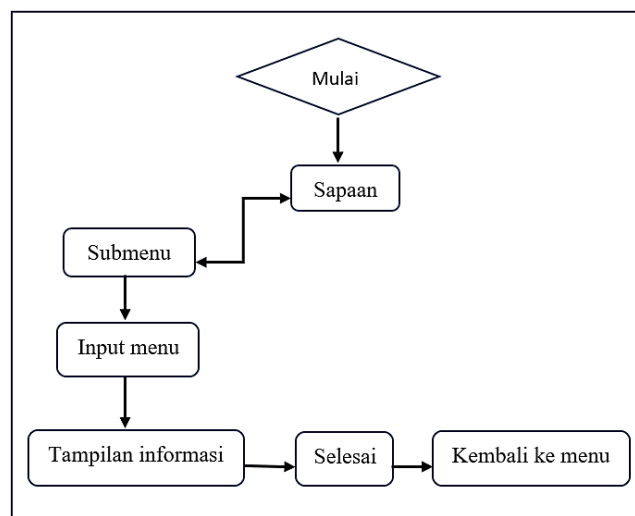 Mulai
Sapaan
Submenu
Input menu
Tampilan informasi
Selesai
Kembali ke menu